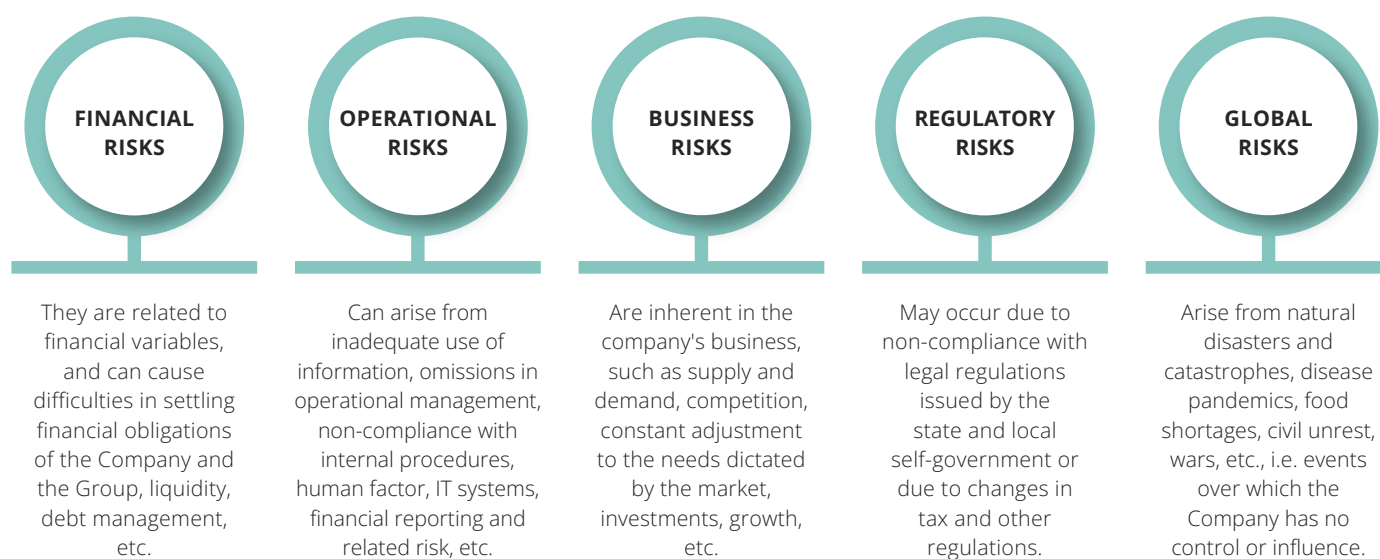 FINANCIAL
RISKS
They are related to
financial variables,
and can cause
difficulties in settling
financial obligations
of the Company and
the Group, liquidity,
debt management,
etc.
OPERATIONAL
RISKS
Can arise from
inadequate use of
information, omissions in
operational management,
non-compliance with
internal procedures,
human factor, IT systems,
financial reporting and
related risk, etc.
BUSINESS
RISKS
Are inherent in the
company's business,
such as supply and
demand, competition,
constant adjustment
to the needs dictated
by the market,
investments, growth,
etc.
REGULATORY
RISKS
May occur due to
non-compliance with
legal regulations
issued by the
state and local
self-government or
due to changes in
tax and other
regulations.
GLOBAL
RISKS
Arise from natural
disasters and
catastrophes, disease
pandemics, food
shortages, civil unrest,
wars, etc., i.e. events
over which the
Company has no
control or influence.